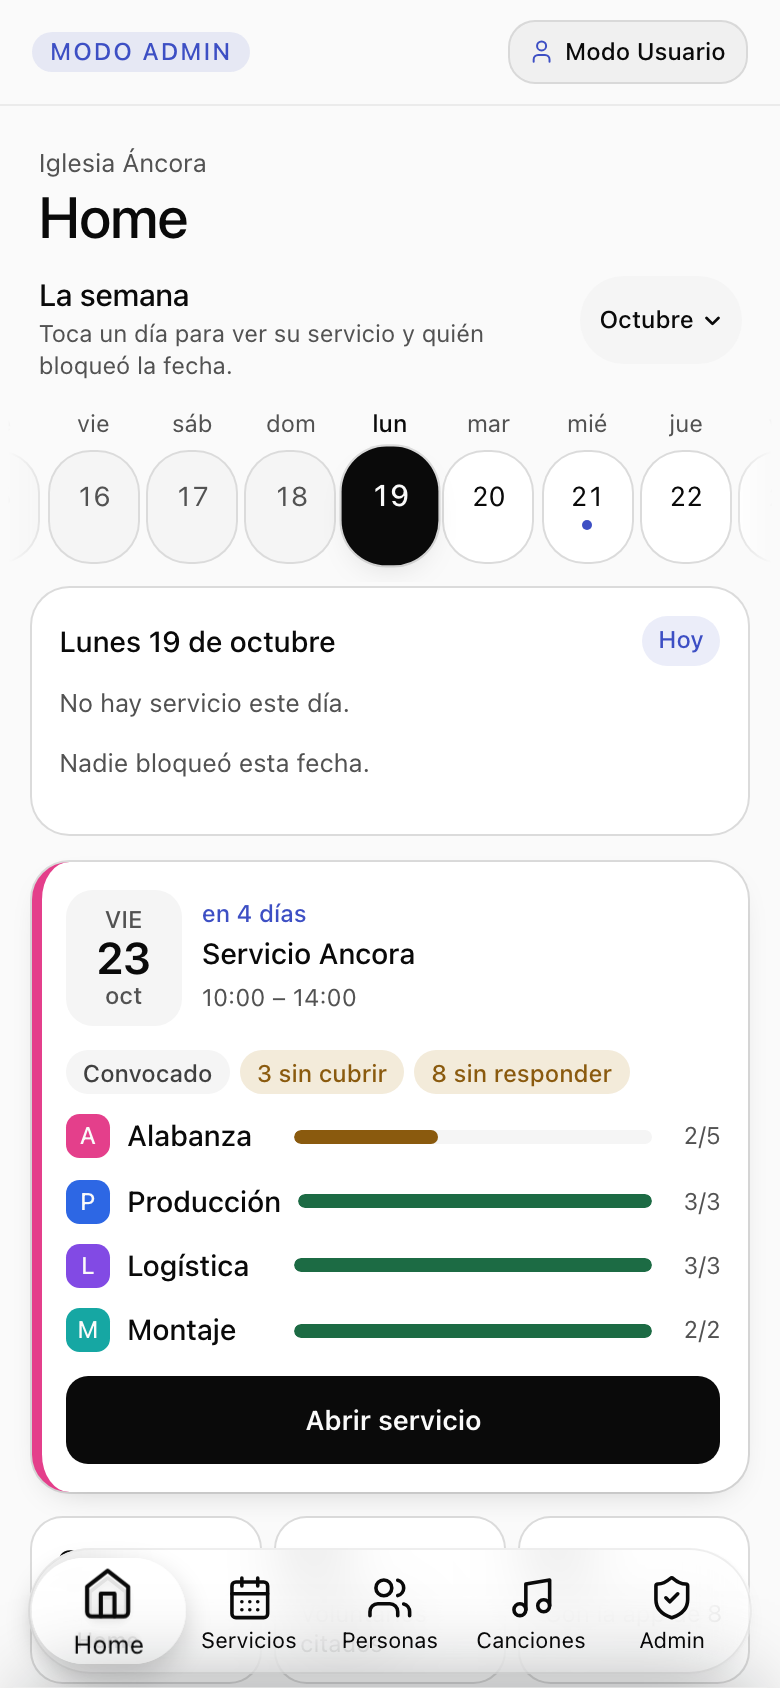 MODO ADMIN
Modo Usuario
Iglesia Áncora
Home
La semana
Toca un día para ver su servicio y quién
bloqueó la fecha.
Octubre
vie sáb dom lun mar mié jue
16 17 18 19 20 21 22
Lunes 19 de octubre
Hoy
No hay servicio este día.
Nadie bloqueó esta fecha.
VIE
23
oct
en 4 días
Servicio Ancora
10:00 – 14:00
Convocado
3 sin cubrir
8 sin responder
A Alabanza 2/5
P Producción 3/3
L Logística 3/3
M Montaje 2/2
Abrir servicio
Home
Servicios
Personas
Canciones
Admin